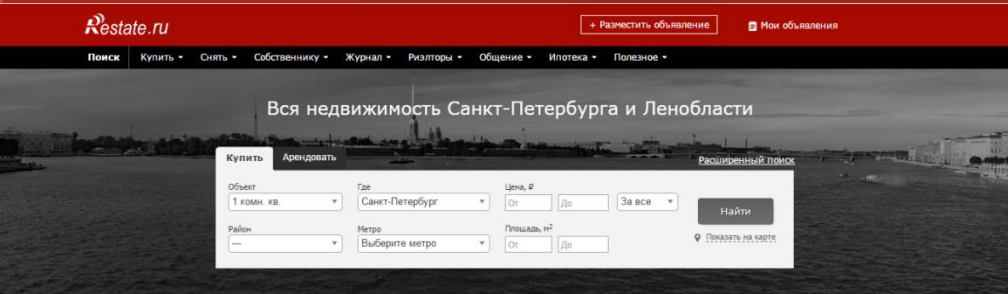 Restate.ru
+ Разместить объявление
Мои объявления
Поиск Купить Снять Собственнику Журнал Риэлторы Общение Ипотека Полезное
Вся недвижимость Санкт-Петербурга и Ленобласти
Купить Арендовать
Расширенный поиск
Объект Где Цена, ₽
1 комн. кв. Санкт-Петербург От До За все
Найти
Район Метро Площадь, м²
--- Выберите метро От До
Показать на карте